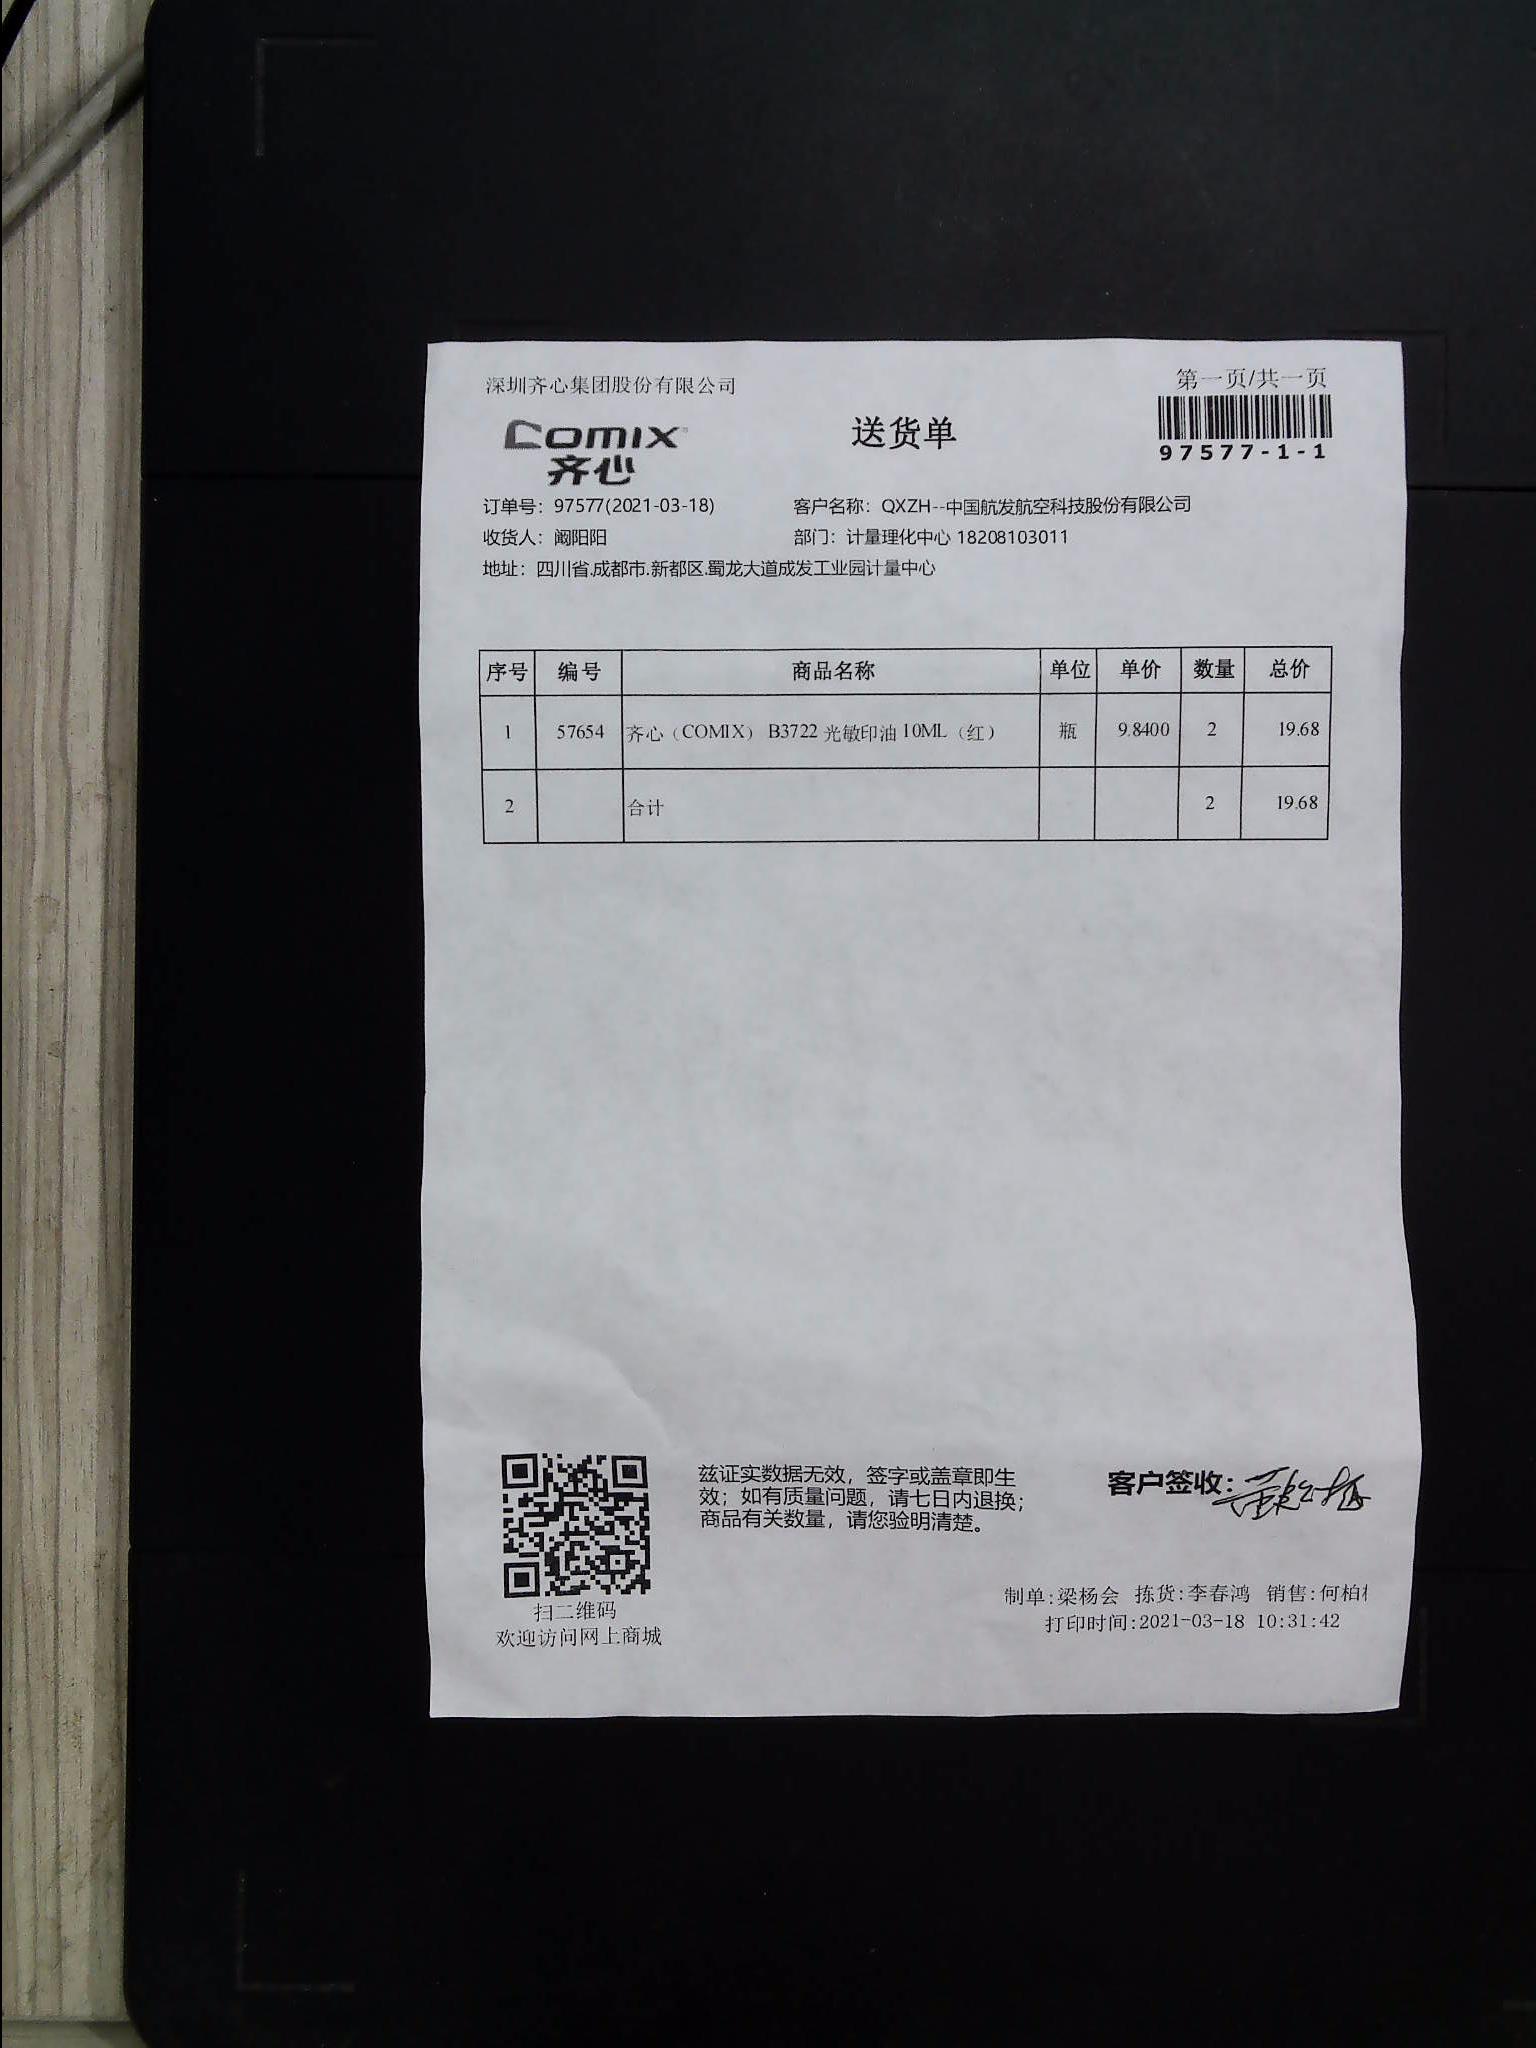 深圳齐心集团股份有限公司
第一页/共一页
COMIX
齐心
送货单
97577-1-1
订单号：97577(2021-03-18) 客户名称：QXZH--中国航发航空科技股份有限公司
收货人：阚阳阳 部门：计量理化中心 18208103011
地址：四川省.成都市.新都区.蜀龙大道成发工业园计量中心
序号 编号 商品名称 单位 单价 数量 总价
1 57654 齐心（COMIX） B3722 光敏印油 10ML（红） 瓶 9.8400 2 19.68
2 合计 2 19.68
兹证实数据无效，签字或盖章即生
效；如有质量问题，请七日内退换；
商品有关数量，请您验明清楚。
客户签收：
扫二维码
欢迎访问网上商城
制单:梁杨会 拣货:李春鸿 销售:何柏
打印时间:2021-03-18 10:31:42